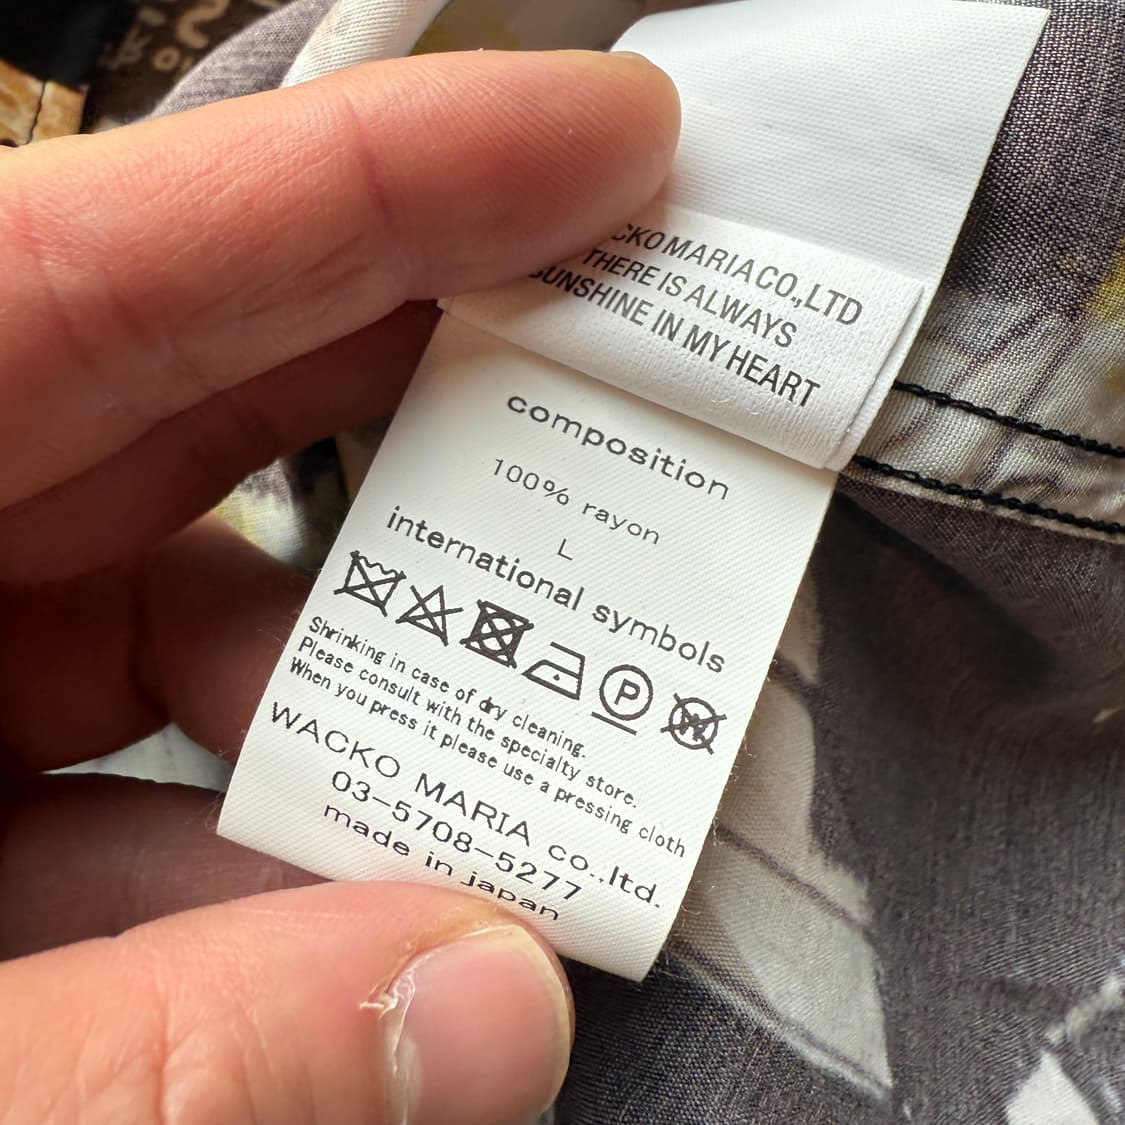 MARIA CO.,LTD
THERE IS ALWAYS
SUNSHINE IN MY HEART
composition
100% rayon
L
international symbols
P
Shrinking in case of dry cleaning.
Please consult with the specialty store.
When you press it please use a pressing cloth
WACKO MARIA co.,ltd.
03-5708-5277
made in japan